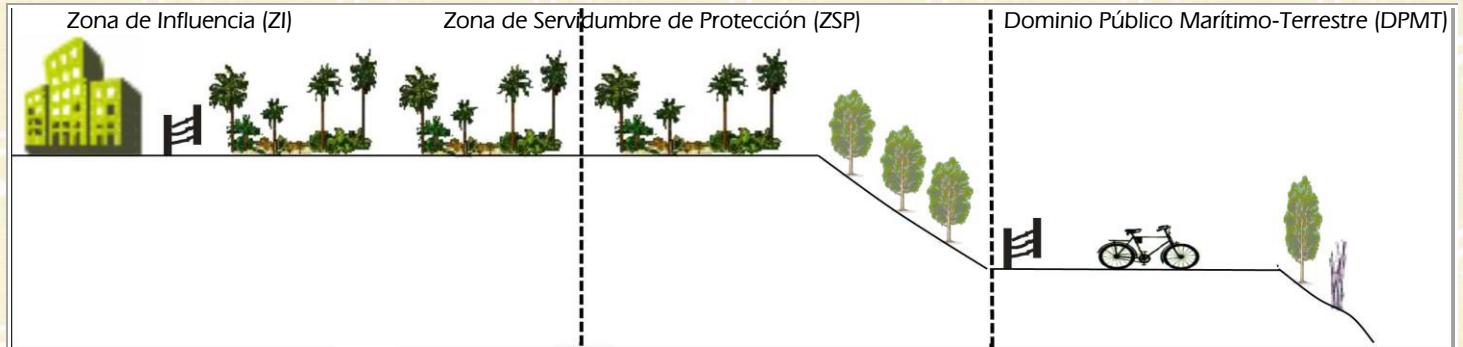 Zona de Influencia (ZI) Zona de Servidumbre de Protección (ZSP) Dominio Público Marítimo-Terrestre (DPMT)